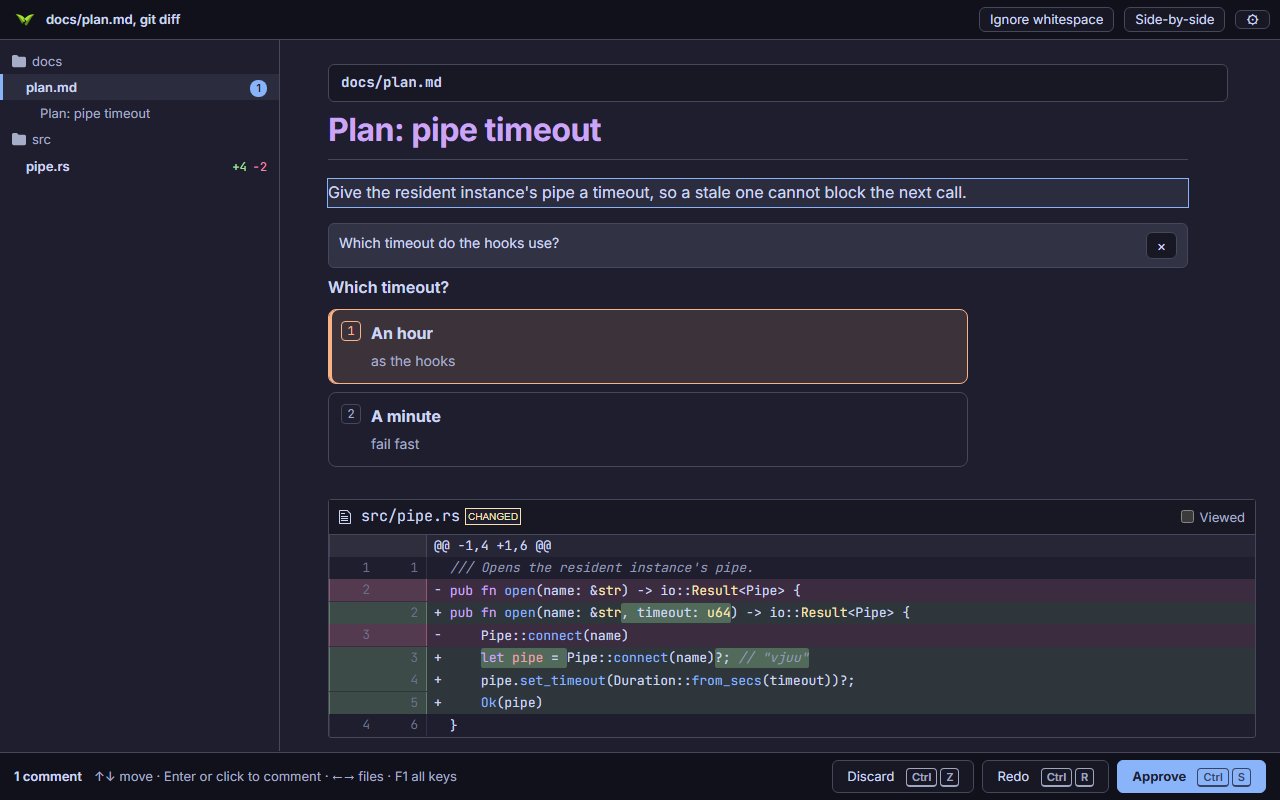 docs/plan.md, git diff
Ignore whitespace
Side-by-side
docs
plan.md 1
Plan: pipe timeout
src
pipe.rs +4 -2
docs/plan.md
Plan: pipe timeout
Give the resident instance's pipe a timeout, so a stale one cannot block the next call.
Which timeout do the hooks use? ×
Which timeout?
1 An hour
as the hooks
2 A minute
fail fast
src/pipe.rs CHANGED Viewed
@@ -1,4 +1,6 @@
1 1 /// Opens the resident instance's pipe.
2 - pub fn open(name: &str) -> io::Result<Pipe> {
2 + pub fn open(name: &str, timeout: u64) -> io::Result<Pipe> {
3 - Pipe::connect(name)
3 + let pipe = Pipe::connect(name)?; // "vjuu"
4 + pipe.set_timeout(Duration::from_secs(timeout))?;
5 + Ok(pipe)
4 6 }
1 comment ↑↓ move · Enter or click to comment · ←→ files · F1 all keys
Discard Ctrl Z
Redo Ctrl R
Approve Ctrl S